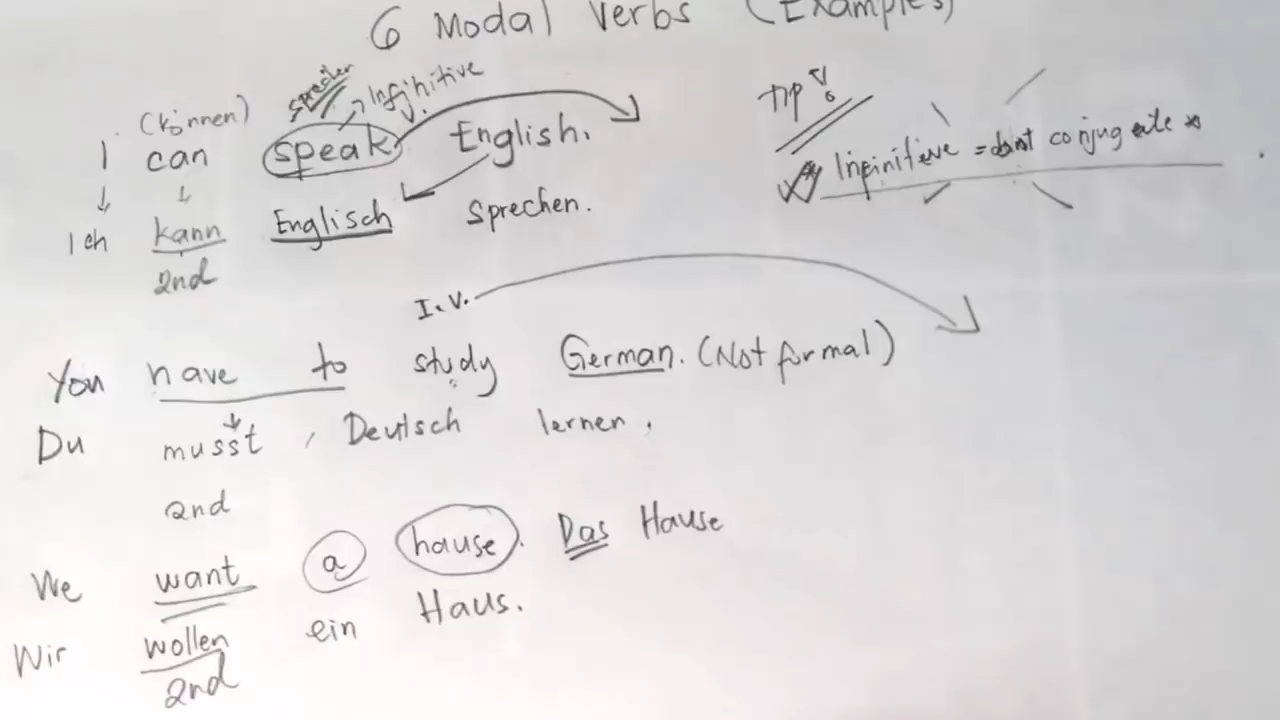 6 Modal Verbs (Examples)
sprechen Infinitive
(können)
I can speak English.
Ich kann Englisch sprechen.
2nd
Tip!
Infinitive = don't conjugate
I.V.
You have to study German. (Not formal)
Du musst, Deutsch lernen.
2nd
We want a hause. Das Hause
Wir wollen ein Haus.
2nd